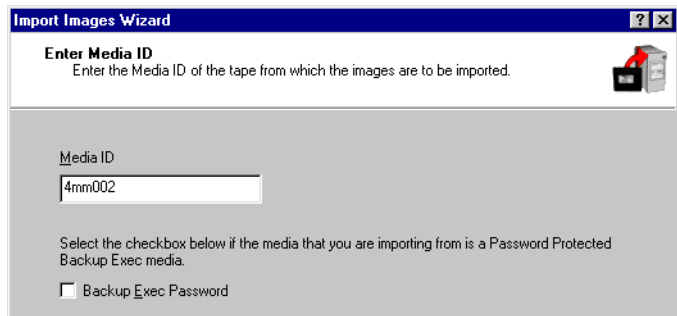 Import Images Wizard
Enter Media ID
Enter the Media ID of the tape from which the images are to be imported.
Media ID
4mm002
Select the checkbox below if the media that you are importing from is a Password Protected
Backup Exec media.
Backup Exec Password